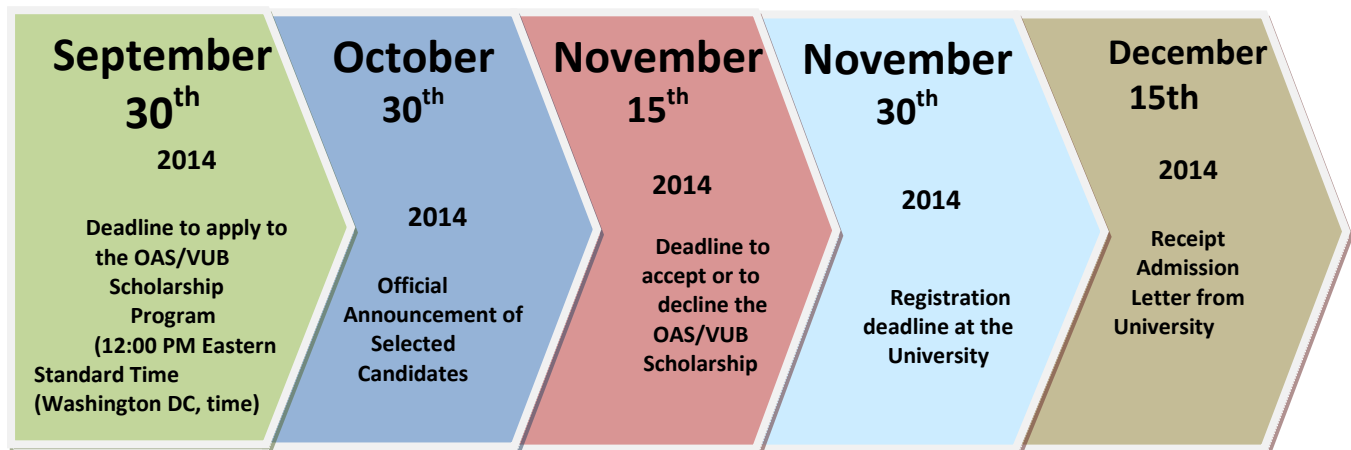 September
30th
2014
Deadline to apply to
the OAS/VUB
Scholarship
Program
(12:00 PM Eastern
Standard Time
(Washington DC, time)
October
30th
2014
Official
Announcement of
Selected
Candidates
November
15th
2014
Deadline to
accept or to
decline the
OAS/VUB
Scholarship
November
30th
2014
Registration
deadline at the
University
December
15th
2014
Receipt
Admission
Letter from
University